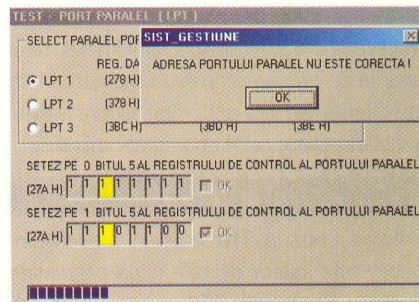 TEST - PORT PARALEL (LPT)
SELECT PARALEL POR
SIST_GESTIUNE
ADRESA PORTULUI PARALEL NU ESTE CORECTA !
OK
REG. DA
LPT 1 (278 H)
LPT 2 (378 H)
LPT 3 (3BC H) (3BD H) (3BE H)
SETEZ PE 0 BITUL 5 AL REGISTRULUI DE CONTROL AL PORTULUI PARALEL
(27A H) 1 1 1 1 1 1 1 1 OK
SETEZ PE 1 BITUL 5 AL REGISTRULUI DE CONTROL AL PORTULUI PARALEL
(27A H) 1 1 1 0 1 1 0 0 OK